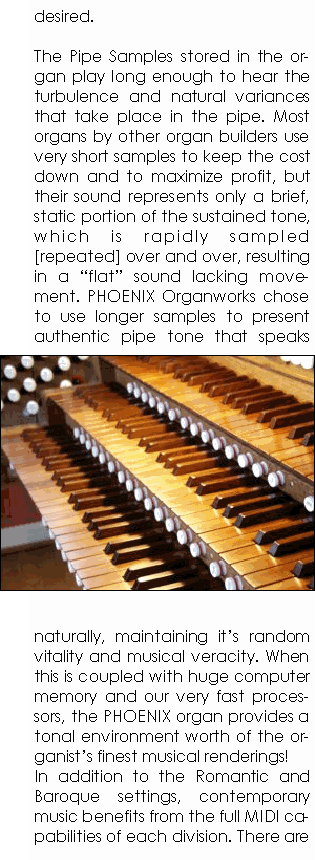 desired.
The Pipe Samples stored in the or-
gan play long enough to hear the
turbulence and natural variances
that take place in the pipe. Most
organs by other organ builders use
very short samples to keep the cost
down and to maximize profit, but
their sound represents only a brief,
static portion of the sustained tone,
which is rapidly sampled
[repeated] over and over, resulting
in a “flat” sound lacking move-
ment. PHOENIX Organworks chose
to use longer samples to present
authentic pipe tone that speaks
naturally, maintaining it’s random
vitality and musical veracity. When
this is coupled with huge computer
memory and our very fast proces-
sors, the PHOENIX organ provides a
tonal environment worth of the or-
ganist’s finest musical renderings!
In addition to the Romantic and
Baroque settings, contemporary
music benefits from the full MIDI ca-
pabilities of each division. There are